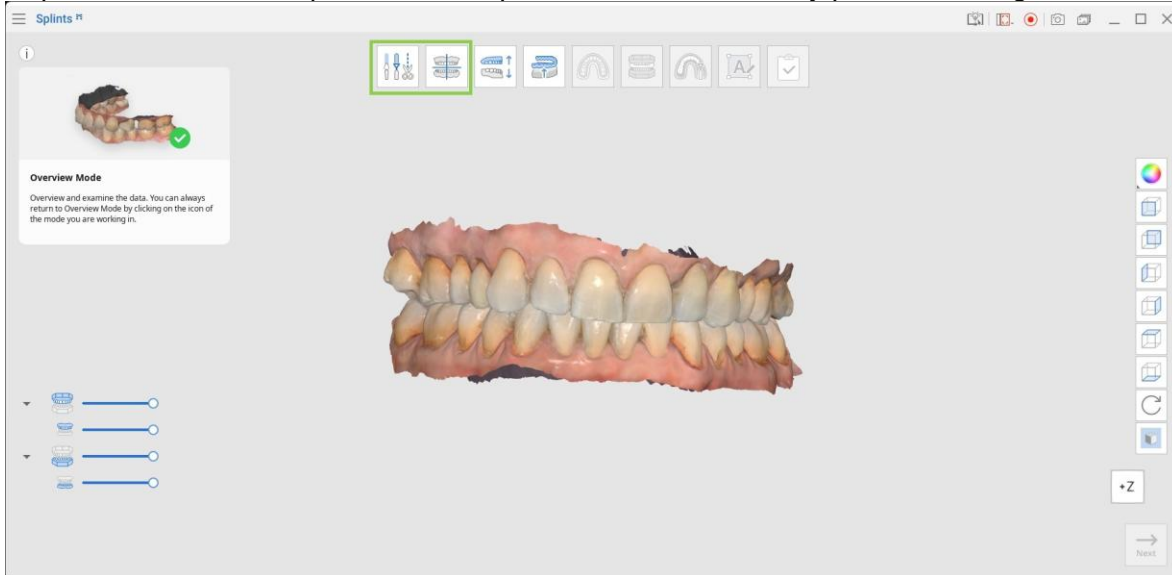 Splints
Overview Mode
Overview and examine the data. You can always
return to Overview Mode by clicking on the icon of
the mode you are working in.
A
+Z
Next